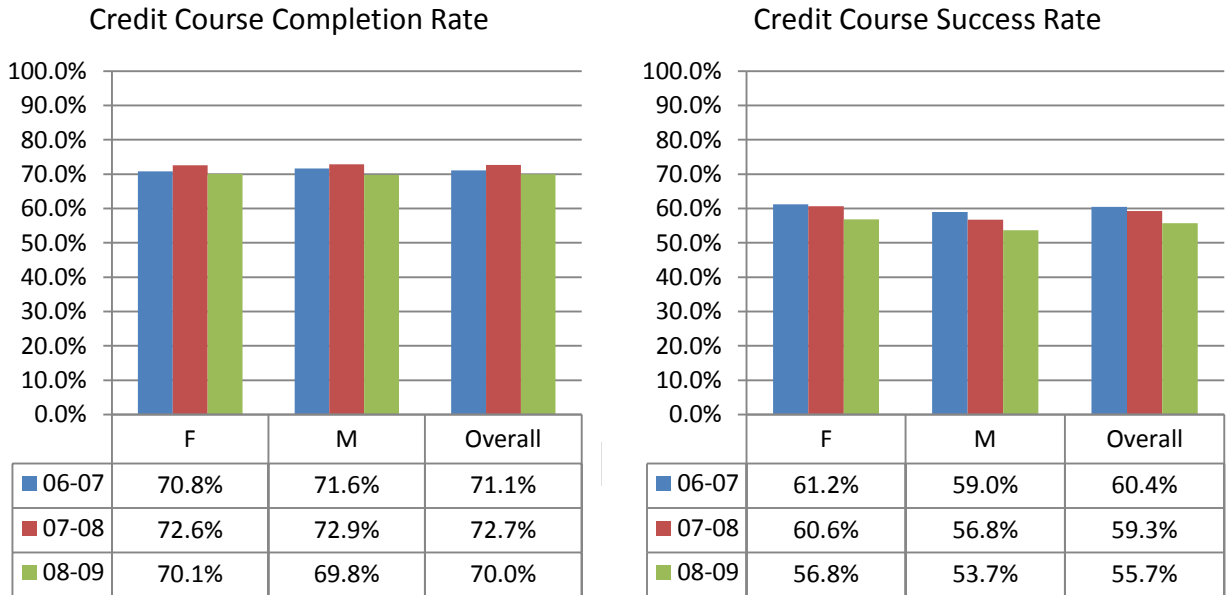 Credit Course Completion Rate
100.0%
90.0%
80.0%
70.0%
60.0%
50.0%
40.0%
30.0%
20.0%
10.0%
0.0%
F M Overall
06-07 70.8% 71.6% 71.1%
07-08 72.6% 72.9% 72.7%
08-09 70.1% 69.8% 70.0%
Credit Course Success Rate
100.0%
90.0%
80.0%
70.0%
60.0%
50.0%
40.0%
30.0%
20.0%
10.0%
0.0%
F M Overall
06-07 61.2% 59.0% 60.4%
07-08 60.6% 56.8% 59.3%
08-09 56.8% 53.7% 55.7%